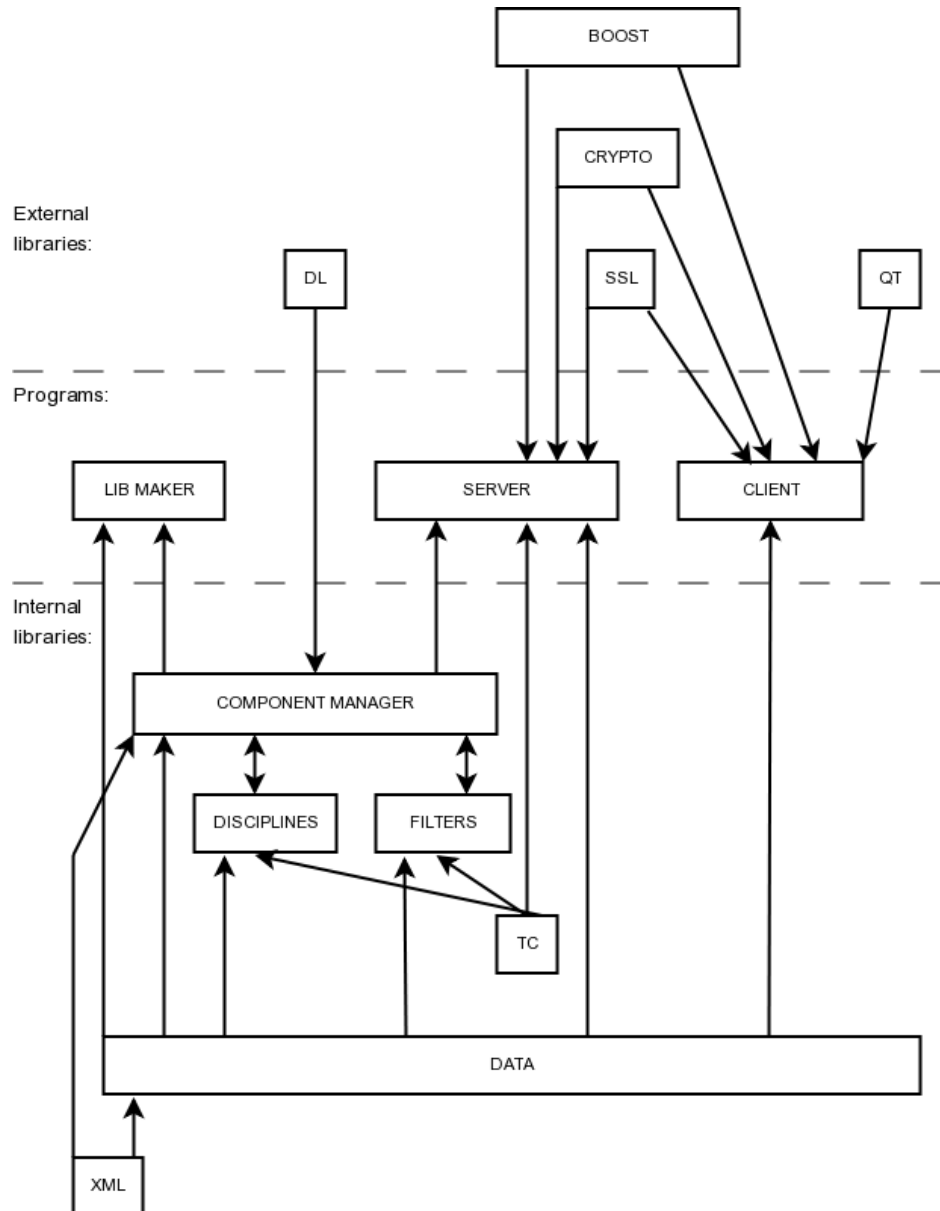 BOOST
CRYPTO
External
libraries:
DL
SSL
QT
Programs:
LIB MAKER
SERVER
CLIENT
Internal
libraries:
COMPONENT MANAGER
DISCIPLINES
FILTERS
TC
DATA
XML